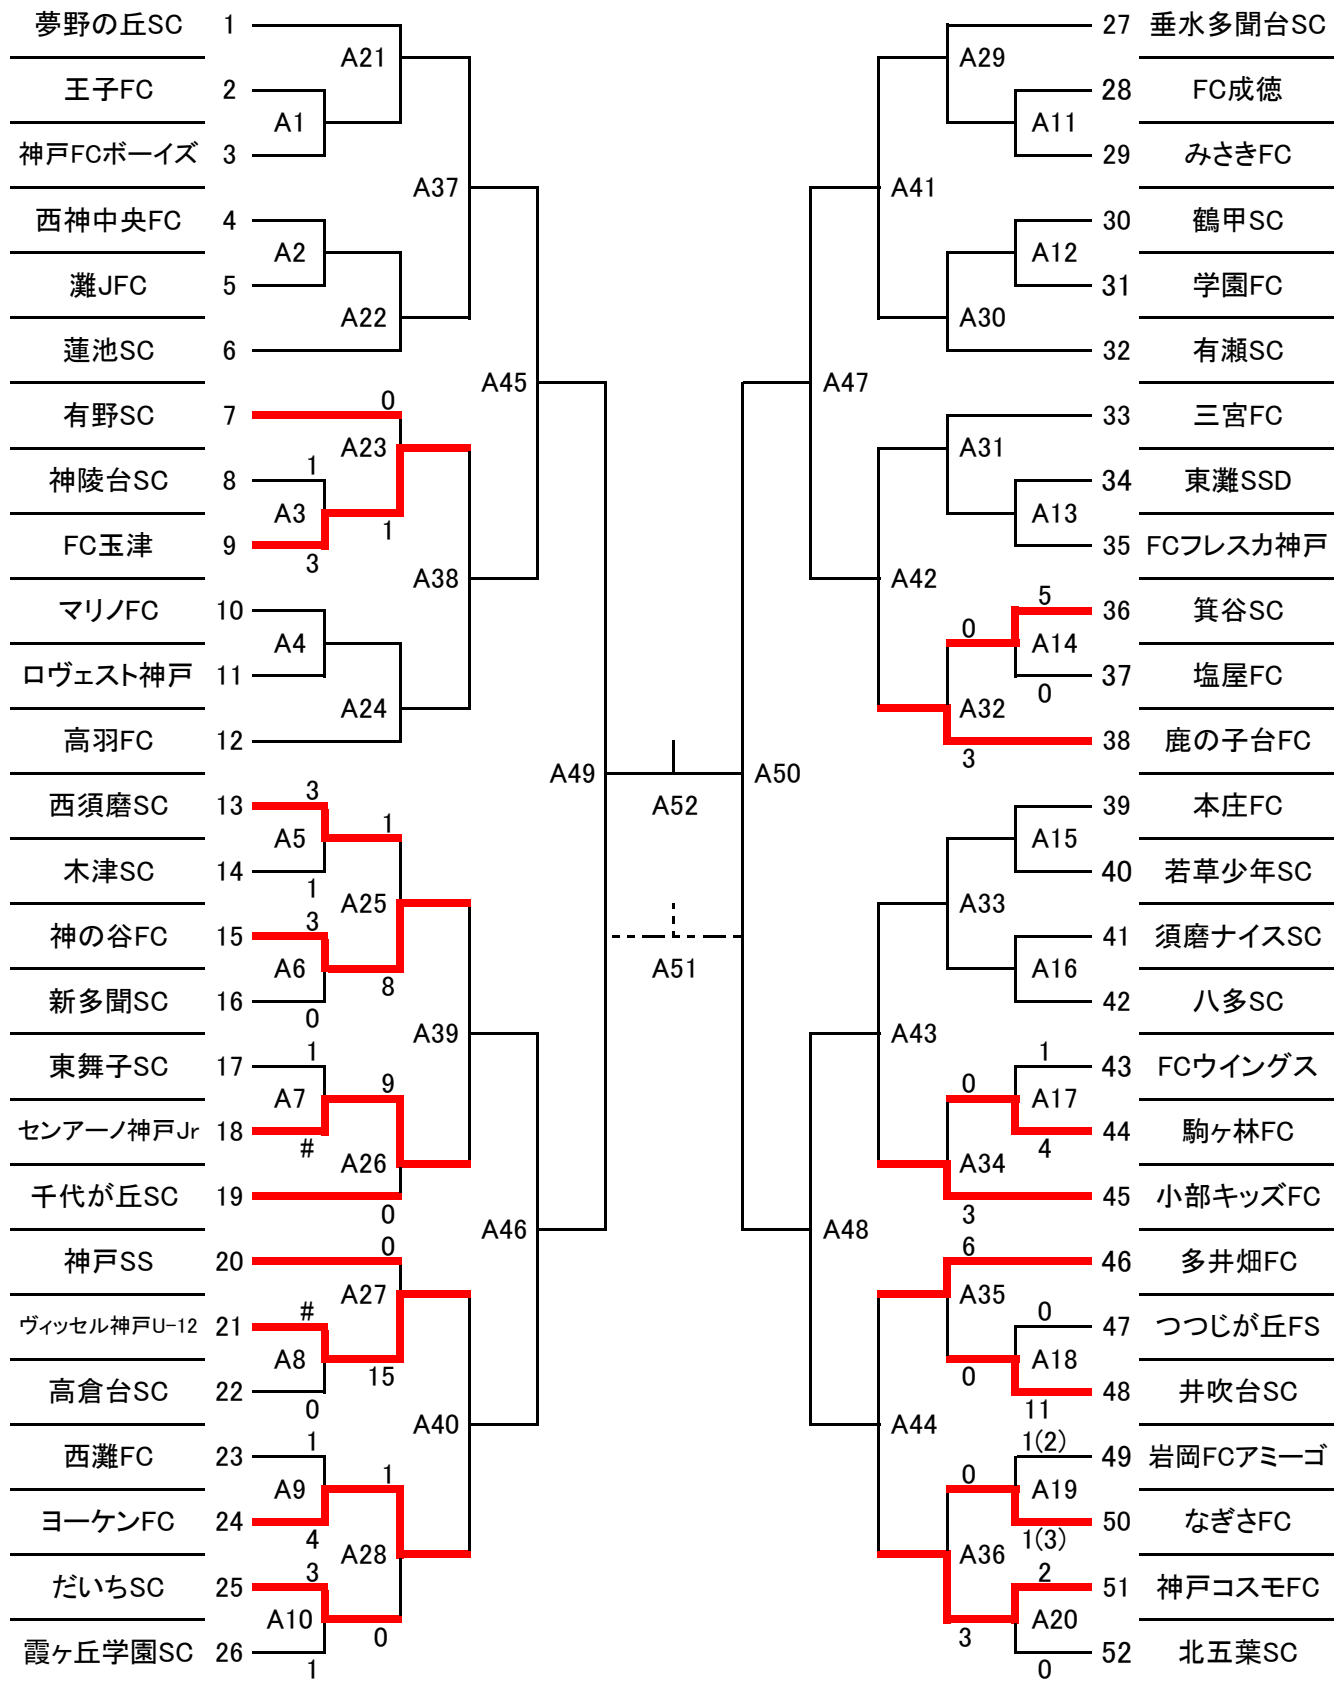 夢野の丘SC 1
A21
王子FC 2
A1
神戸FCボーイズ 3
A37
西神中央FC 4
A2
灘JFC 5
A22
蓮池SC 6
A45
有野SC 7 0
A23
神陵台SC 8 1
A3
FC玉津 9 3 1
A38
マリノFC 10
A4
ロヴェスト神戸 11
A24
高羽FC 12
A49
西須磨SC 13 3
A5 1
木津SC 14 1
A25
神の谷FC 15 3
A6 8
新多聞SC 16 0
A39
東舞子SC 17 1
A7 9
センアーノ神戸Jr 18 #
A26
千代が丘SC 19 0
A46
神戸SS 20 0
A27
ヴィッセル神戸U-12 21 #
A8 15
高倉台SC 22 0
A40
西灘FC 23 1
A9 1
ヨーケンFC 24 4
A28
だいちSC 25 3
A10 0
霞ヶ丘学園SC 26 1
A52
A51
27 垂水多聞台SC
A29
28 FC成徳
A11
29 みさきFC
A41
30 鶴甲SC
A12
31 学園FC
A30
32 有瀬SC
A47
33 三宮FC
A31
34 東灘SSD
A13
35 FCフレスカ神戸
A42
5 36 箕谷SC
0 A14
0 37 塩屋FC
A32
3 38 鹿の子台FC
A50
39 本庄FC
A15
40 若草少年SC
A33
41 須磨ナイスSC
A16
42 八多SC
A43
1 43 FCウイングス
0 A17
4 44 駒ヶ林FC
A34
3 45 小部キッズFC
A48
6 46 多井畑FC
A35
0 47 つつじが丘FS
0 A18
11 48 井吹台SC
A44
1(2) 49 岩岡FCアミーゴ
0 A19
1(3) 50 なぎさFC
A36
2 51 神戸コスモFC
3 A20
0 52 北五葉SC